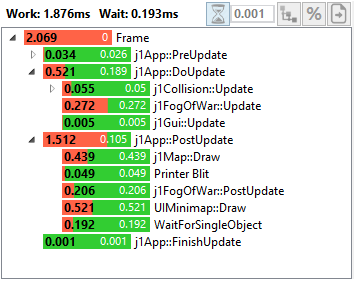 Work: 1.876ms Wait: 0.193ms 0.001 %
2.069 0 Frame
0.034 0.026 j1App::PreUpdate
0.521 0.189 j1App::DoUpdate
0.055 0.05 j1Collision::Update
0.272 0.272 j1FogOfWar::Update
0.005 0.005 j1Gui::Update
1.512 0.105 j1App::PostUpdate
0.439 0.439 j1Map::Draw
0.049 0.049 Printer Blit
0.206 0.206 j1FogOfWar::PostUpdate
0.521 0.521 UIMinimap::Draw
0.192 0.192 WaitForSingleObject
0.001 0.001 j1App::FinishUpdate